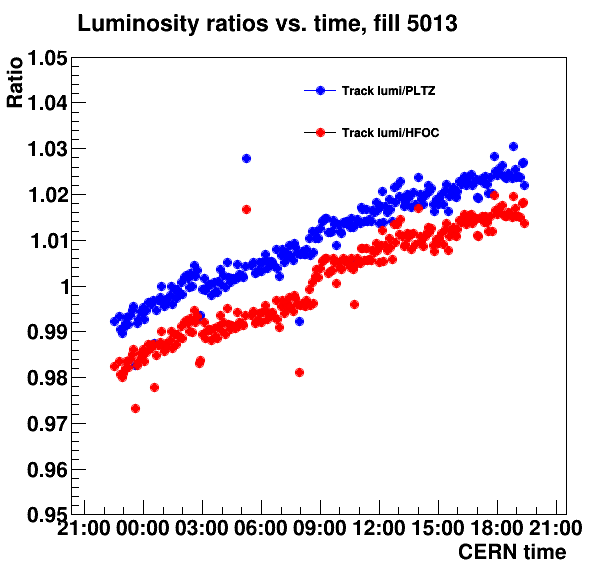 Luminosity ratios vs. time, fill 5013
Ratio
1.05
1.04
1.03
1.02
1.01
1
0.99
0.98
0.97
0.96
0.95
Track lumi/PLTZ
Track lumi/HFOC
21:00 00:00 03:00 06:00 09:00 12:00 15:00 18:00 21:00
CERN time